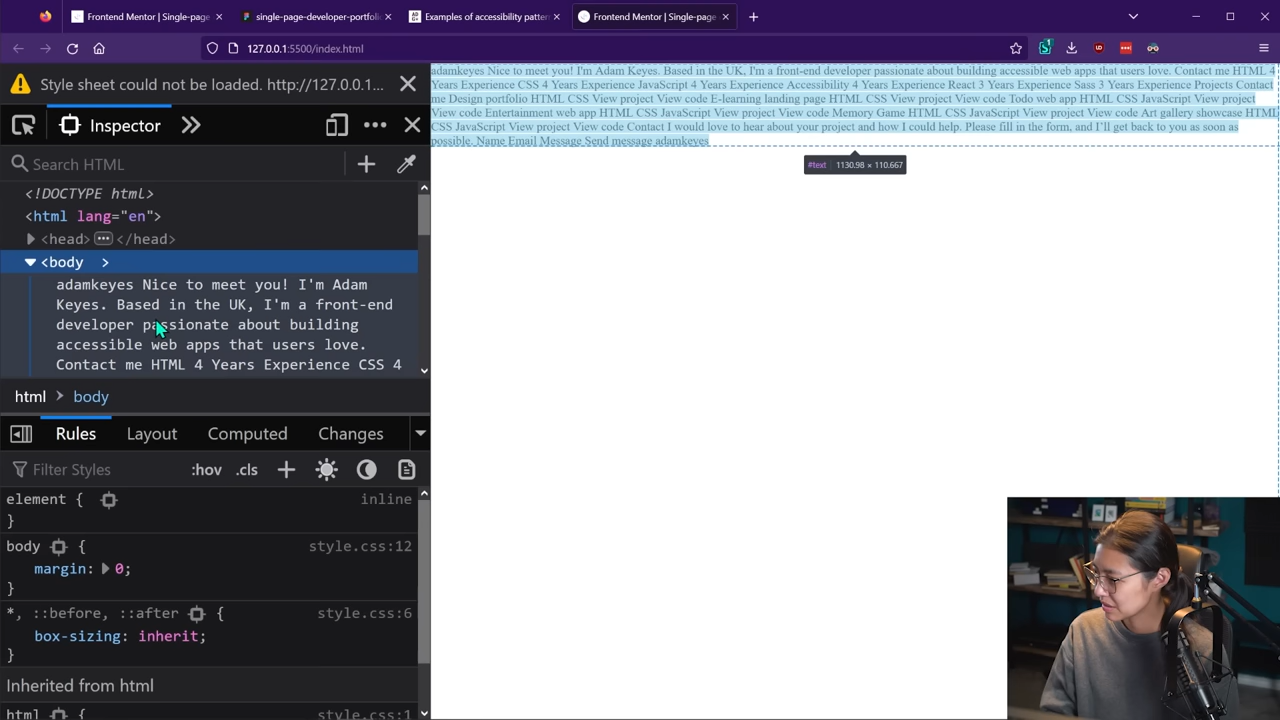 Frontend Mentor | Single-page
single-page-developer-portfolio
Examples of accessibility patter
Frontend Mentor | Single-page
127.0.0.1:5500/index.html
Style sheet could not be loaded. http://127.0.0.1...
Inspector
Search HTML
<!DOCTYPE html>
<html lang="en">
<head> ••• </head>
<body >
adamkeyes Nice to meet you! I'm Adam
Keyes. Based in the UK, I'm a front-end
developer passionate about building
accessible web apps that users love.
Contact me HTML 4 Years Experience CSS 4
html > body
Rules
Layout
Computed
Changes
Filter Styles
:hov .cls
element {
inline
}
body {
style.css:12
margin: 0;
}
*, ::before, ::after {
style.css:6
box-sizing: inherit;
}
Inherited from html
html {
style.css:1
adamkeyes Nice to meet you! I'm Adam Keyes. Based in the UK, I'm a front-end developer passionate about building accessible web apps that users love. Contact me HTML 4
Years Experience CSS 4 Years Experience JavaScript 4 Years Experience Accessibility 4 Years Experience React 3 Years Experience Sass 3 Years Experience Projects Contact
me Design portfolio HTML CSS View project View code E-learning landing page HTML CSS View project View code Todo web app HTML CSS JavaScript View project
View code Entertainment web app HTML CSS JavaScript View project View code Memory Game HTML CSS JavaScript View project View code Art gallery showcase HTML
CSS JavaScript View project View code Contact I would love to hear about your project and how I could help. Please fill in the form, and I'll get back to you as soon as
possible. Name Email Message Send message adamkeyes
#text 1130.98 × 110.667